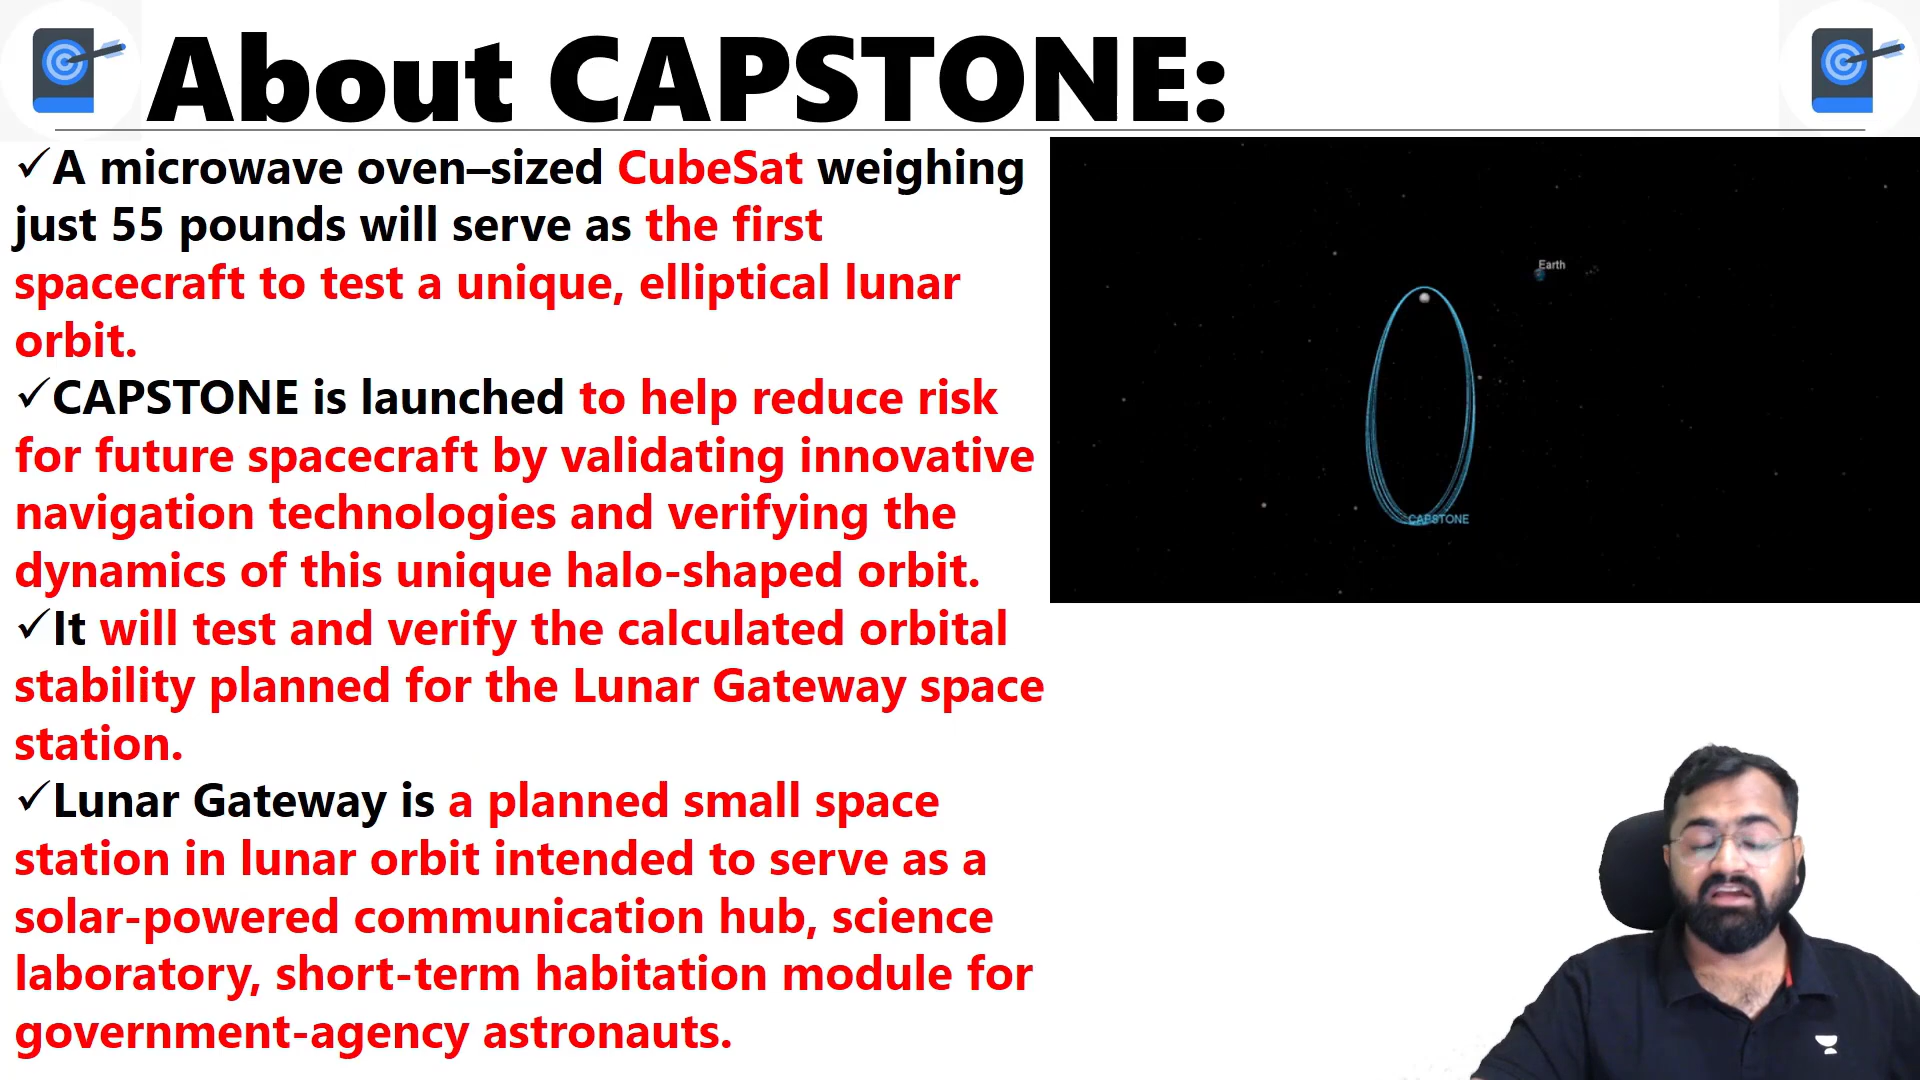 About CAPSTONE:
✓A microwave oven–sized CubeSat weighing
just 55 pounds will serve as the first
spacecraft to test a unique, elliptical lunar
orbit.
✓CAPSTONE is launched to help reduce risk
for future spacecraft by validating innovative
navigation technologies and verifying the
dynamics of this unique halo-shaped orbit.
✓It will test and verify the calculated orbital
stability planned for the Lunar Gateway space
station.
✓Lunar Gateway is a planned small space
station in lunar orbit intended to serve as a
solar-powered communication hub, science
laboratory, short-term habitation module for
government-agency astronauts.
Earth
CAPSTONE